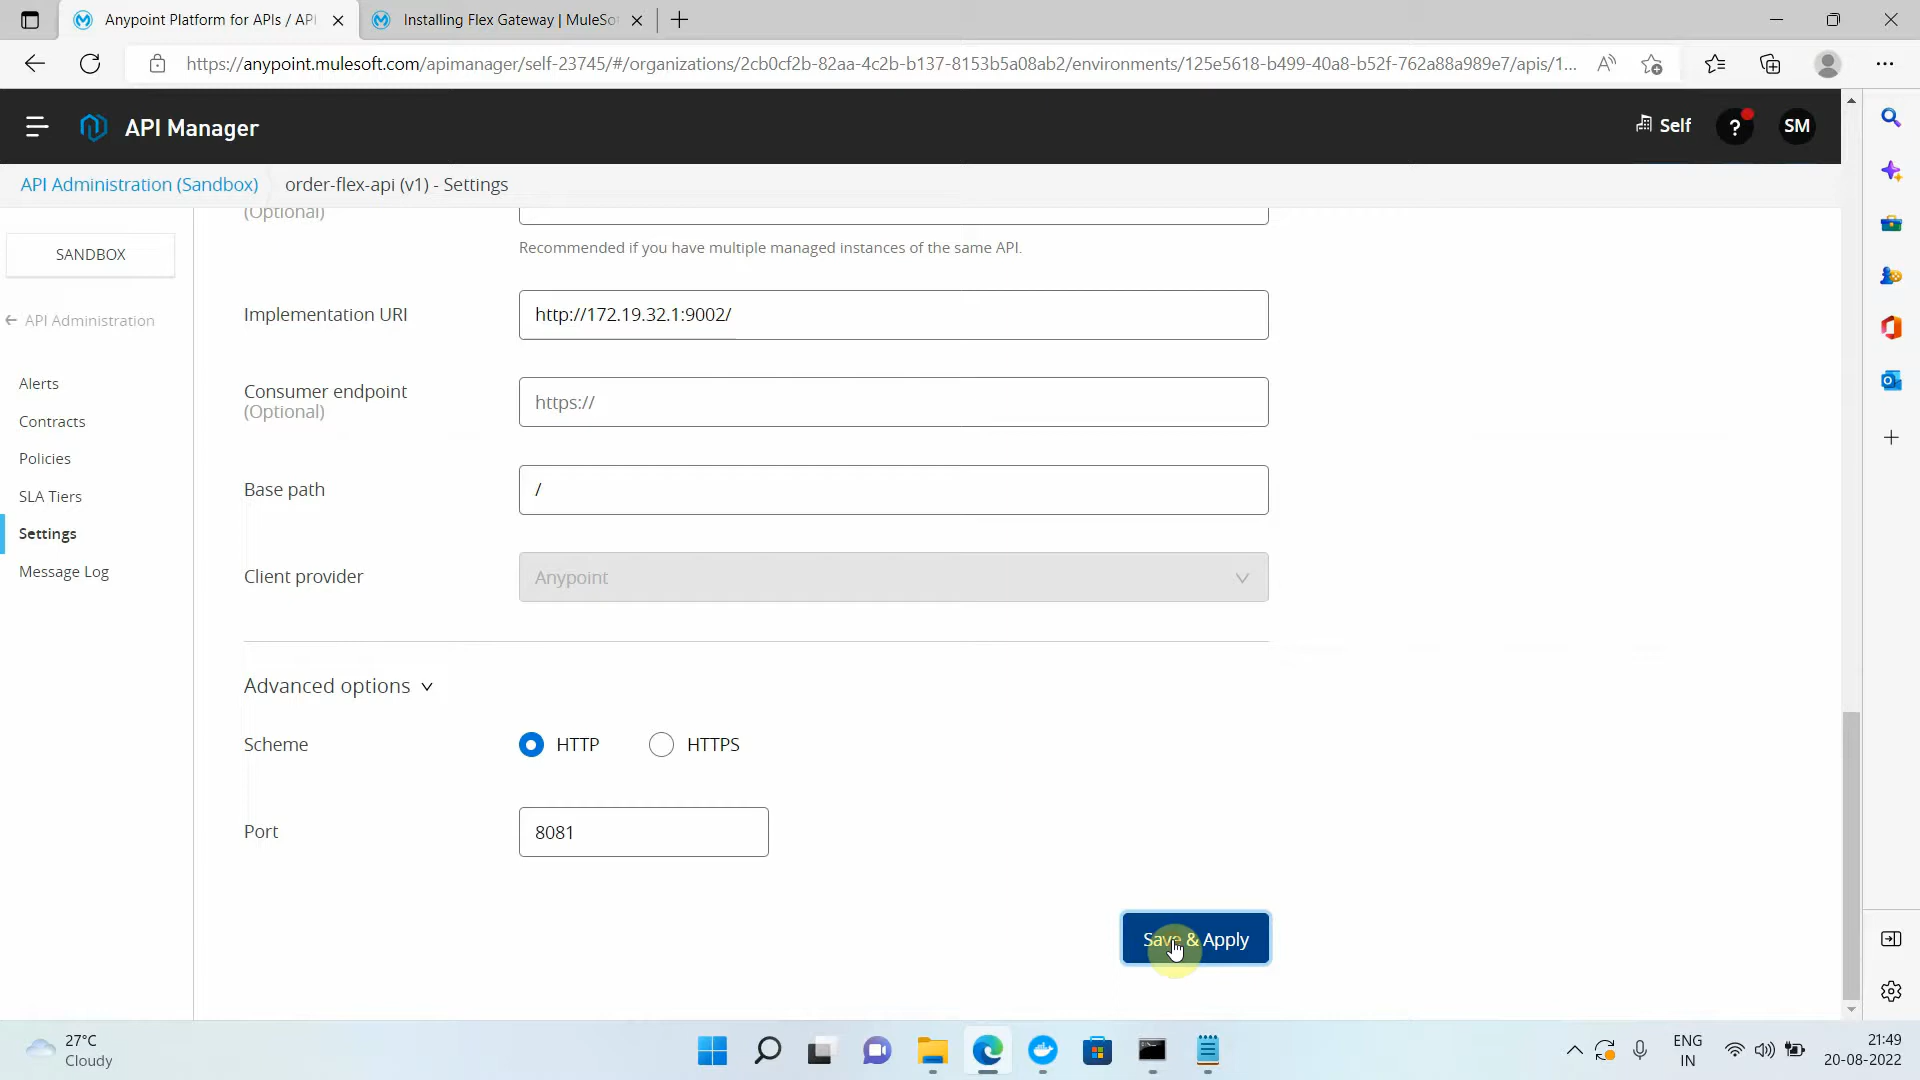 Anypoint Platform for APIs / API
Installing Flex Gateway | MuleSo
https://anypoint.mulesoft.com/apimanager/self-23745/#/organizations/2cb0cf2b-82aa-4c2b-b137-8153b5a08ab2/environments/125e5618-b499-40a8-b52f-762a88a989e7/apis/1...
API Manager
Self
?
SM
API Administration (Sandbox)
order-flex-api (v1) - Settings
(Optional)
SANDBOX
Recommended if you have multiple managed instances of the same API.
Implementation URI
http://172.19.32.1:9002/
API Administration
Alerts
Consumer endpoint
(Optional)
https://
Contracts
Policies
Base path
/
SLA Tiers
Settings
Client provider
Anypoint
Message Log
Advanced options
Scheme
HTTP
HTTPS
Port
8081
Save & Apply
27°C
Cloudy
ENG
IN
21:49
20-08-2022